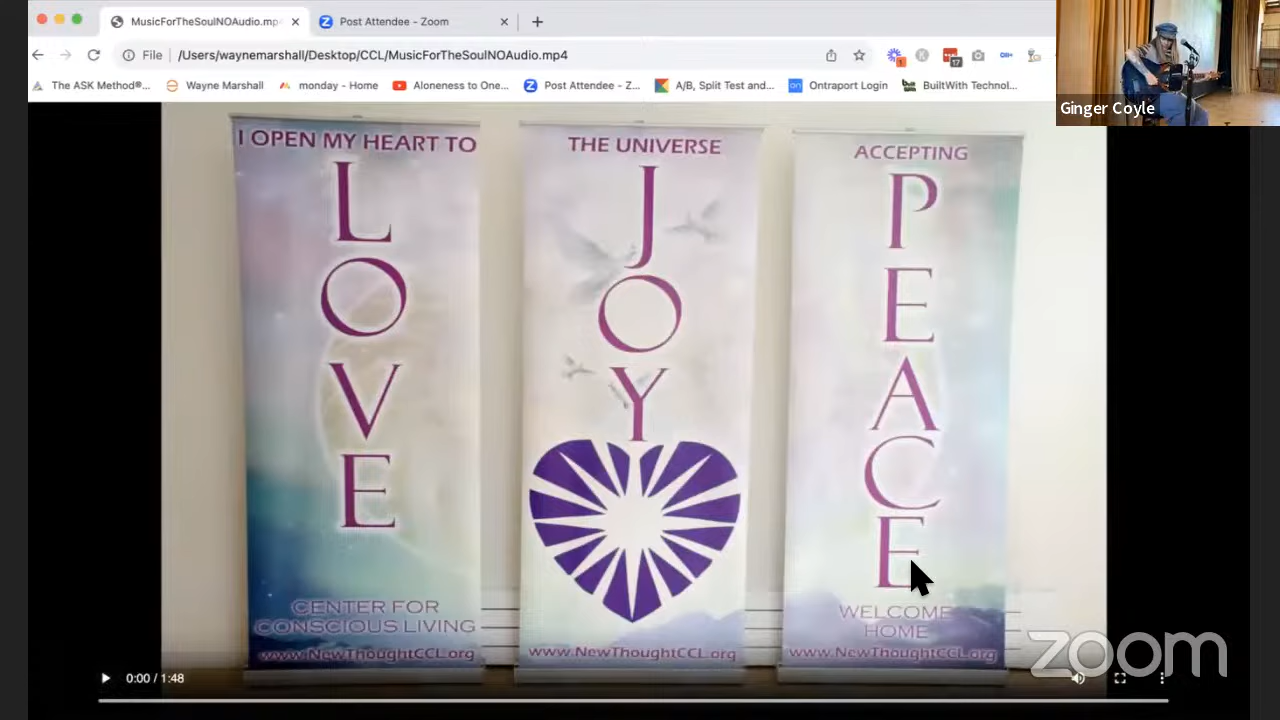 MusicForTheSoulNOAudio.mp4
Post Attendee - Zoom
File
/Users/waynemarshall/Desktop/CCL/MusicForTheSoulNOAudio.mp4
1
17
The ASK Method®...
Wayne Marshall
monday - Home
Aloneness to One...
Post Attendee - Z...
A/B, Split Test and...
Ontraport Login
BuiltWith Technol...
Ginger Coyle
I OPEN MY HEART TO
LOVE
CENTER FOR
CONSCIOUS LIVING
www.NewThoughtCCL.org
THE UNIVERSE
JOY
www.NewThoughtCCL.org
ACCEPTING
PEACE
WELCOME
HOME
www.NewThoughtCCL.org
0:00 / 1:48
zoom